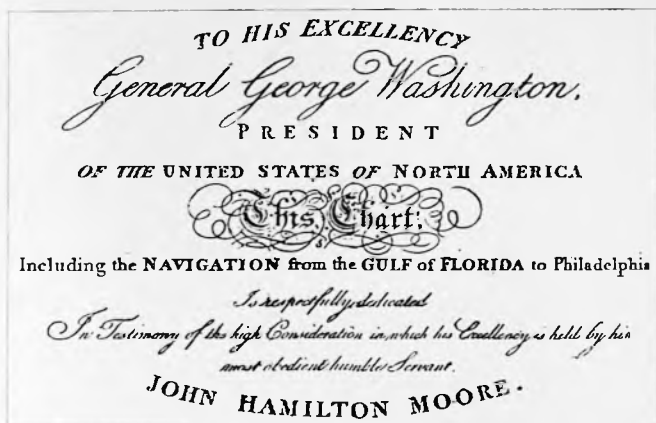 TO HIS EXCELLENCY
General George Washington.
PRESIDENT
OF THE UNITED STATES OF NORTH AMERICA
This Chart;
Including the NAVIGATION from the GULF of FLORIDA to Philadelphia
Is respectfully dedicated
In Testimony of the high Consideration in which his Excellency is held by his
most obedient humble Servant.
JOHN HAMILTON MOORE.